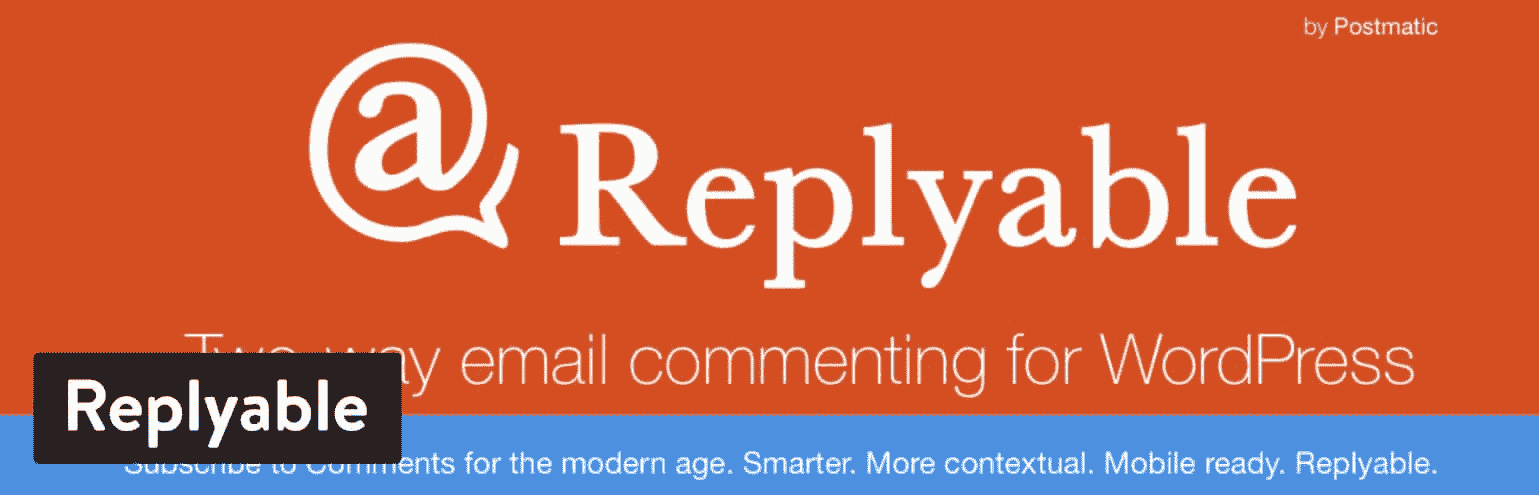 by Postmatic
@ Replyable
Two-way email commenting for WordPress
Replyable
Subscribe to Comments for the modern age. Smarter. More contextual. Mobile ready. Replyable.